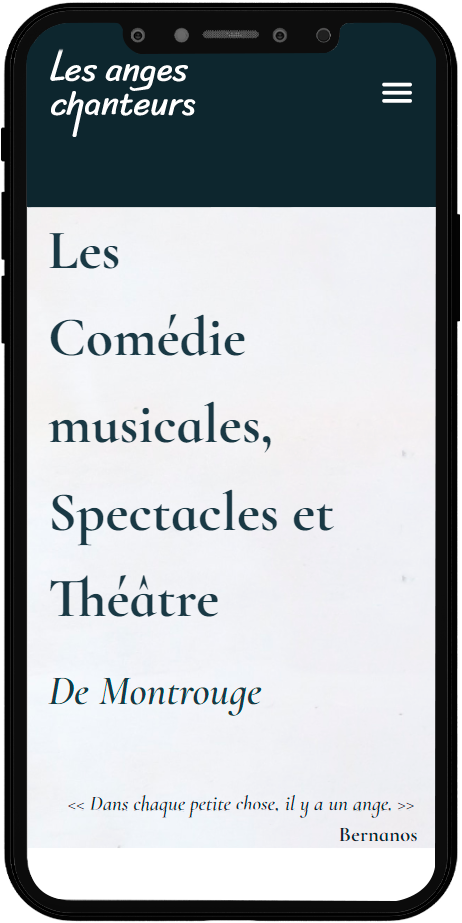 Les anges
chanteurs
Les
Comédie
musicales,
Spectacles et
Théâtre
De Montrouge
<< Dans chaque petite chose, il y a un ange. >>
Bernanos